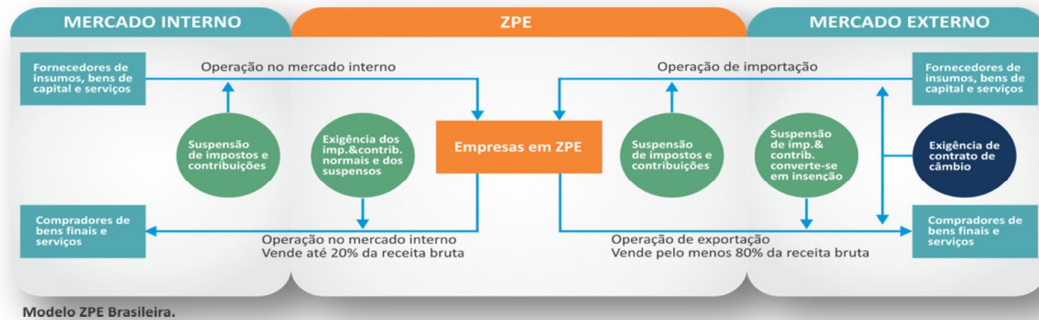 MERCADO INTERNO
ZPE
MERCADO EXTERNO
Fornecedores de
insumos, bens de
capital e serviços
Operação no mercado interno
Operação de importação
Fornecedores de
insumos, bens de
capital e serviços
Suspensão
de impostos e
contribuições
Exigência dos
imp.&contrib.
normais e dos
suspensos
Empresas em ZPE
Suspensão
de impostos e
contribuições
Suspensão
de imp.&
contrib.
converte-se
em insenção
Exigência de
contrato de
câmbio
Compradores de
bens finais e
serviços
Operação no mercado interno
Vende até 20% da receita bruta
Operação de exportação
Vende pelo menos 80% da receita bruta
Compradores de
bens finais e
serviços
Modelo ZPE Brasileira.